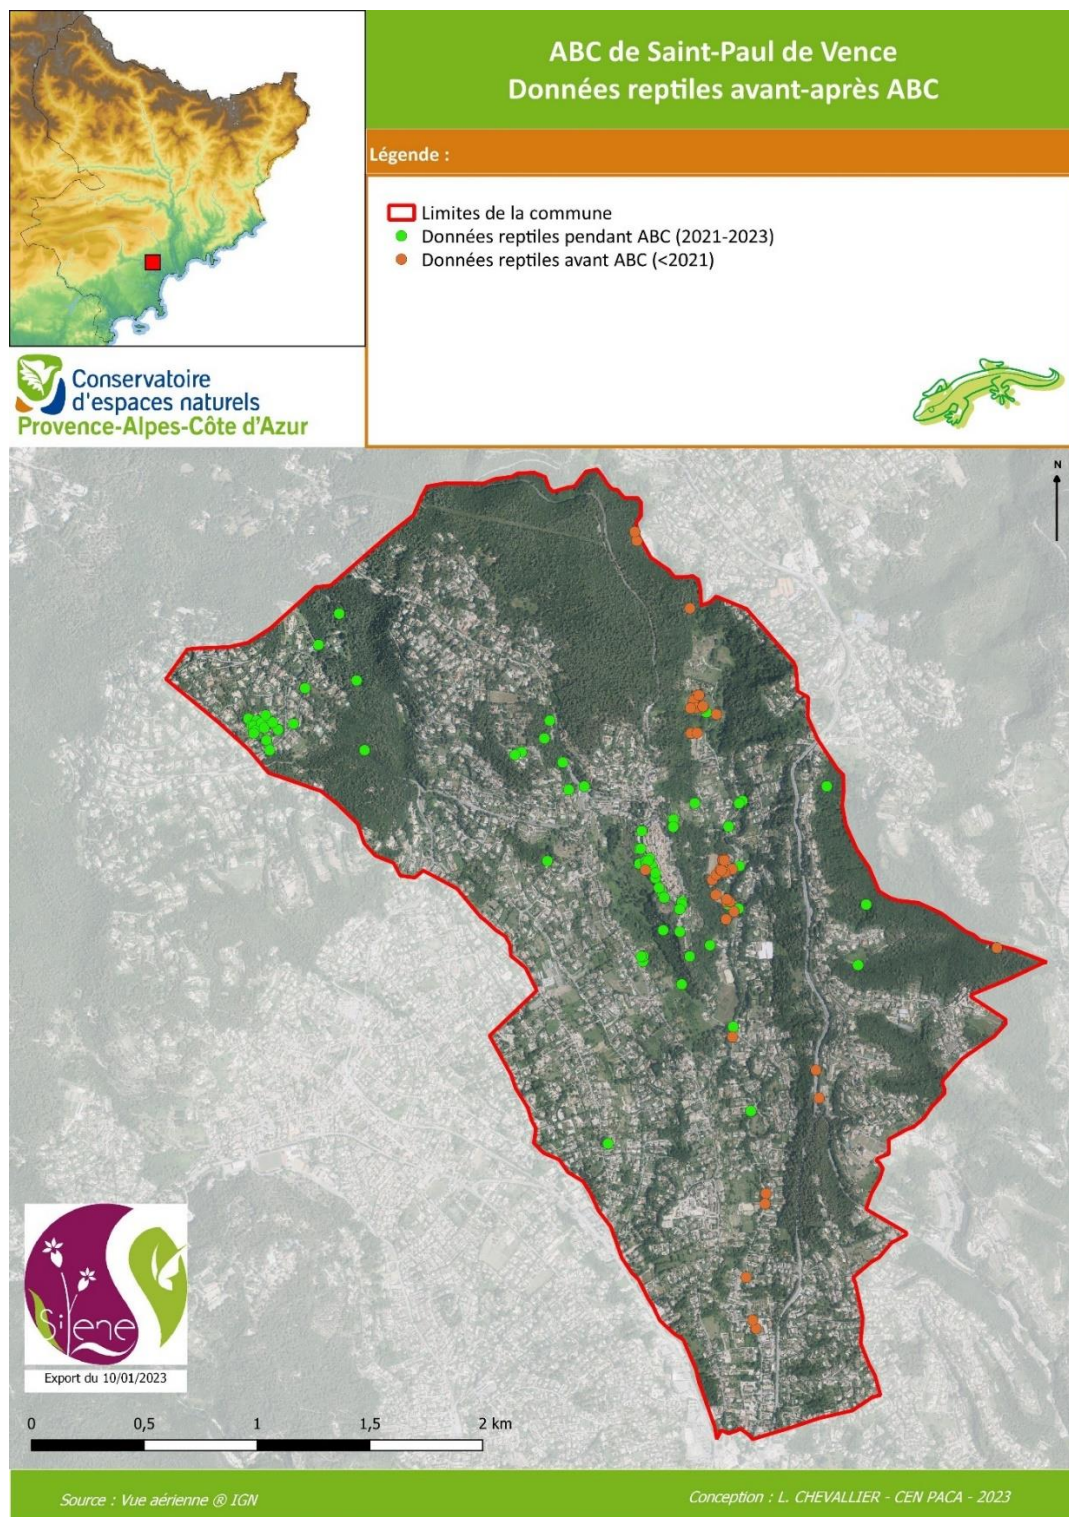 ABC de Saint-Paul de Vence
Données reptiles avant-après ABC
Légende :
Limites de la commune
Données reptiles pendant ABC (2021-2023)
Données reptiles avant ABC (<2021)
Conservatoire
d'espaces naturels
Provence-Alpes-Côte d'Azur
N
Silene
Export du 10/01/2023
0 0,5 1 1,5 2 km
Source : Vue aérienne ® IGN
Conception : L. CHEVALLIER - CEN PACA - 2023